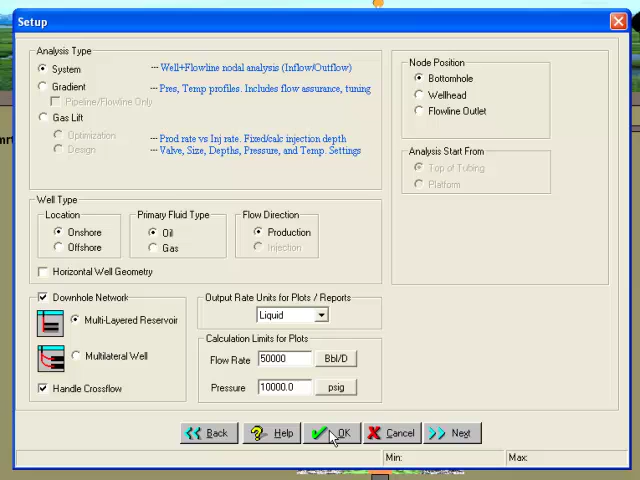 Setup
Analysis Type
System
--- Well+Flowline nodal analysis (Inflow/Outflow)
Gradient
--- Pres, Temp profiles. Includes flow assurance, tuning
Pipeline/Flowline Only
Gas Lift
Optimization
--- Prod rate vs Inj rate. Fixed/calc injection depth
Design
--- Valve, Size, Depths, Pressure, and Temp. Settings
Node Position
Bottomhole
Wellhead
Flowline Outlet
Analysis Start From
Top of Tubing
Platform
Well Type
Location
Onshore
Offshore
Primary Fluid Type
Oil
Gas
Flow Direction
Production
Injection
Horizontal Well Geometry
Downhole Network
Multi-Layered Reservoir
Multilateral Well
Handle Crossflow
Output Rate Units for Plots / Reports
Liquid
Calculation Limits for Plots
Flow Rate 50000 Bbl/D
Pressure 10000.0 psig
Back Help OK Cancel Next
Min: Max: